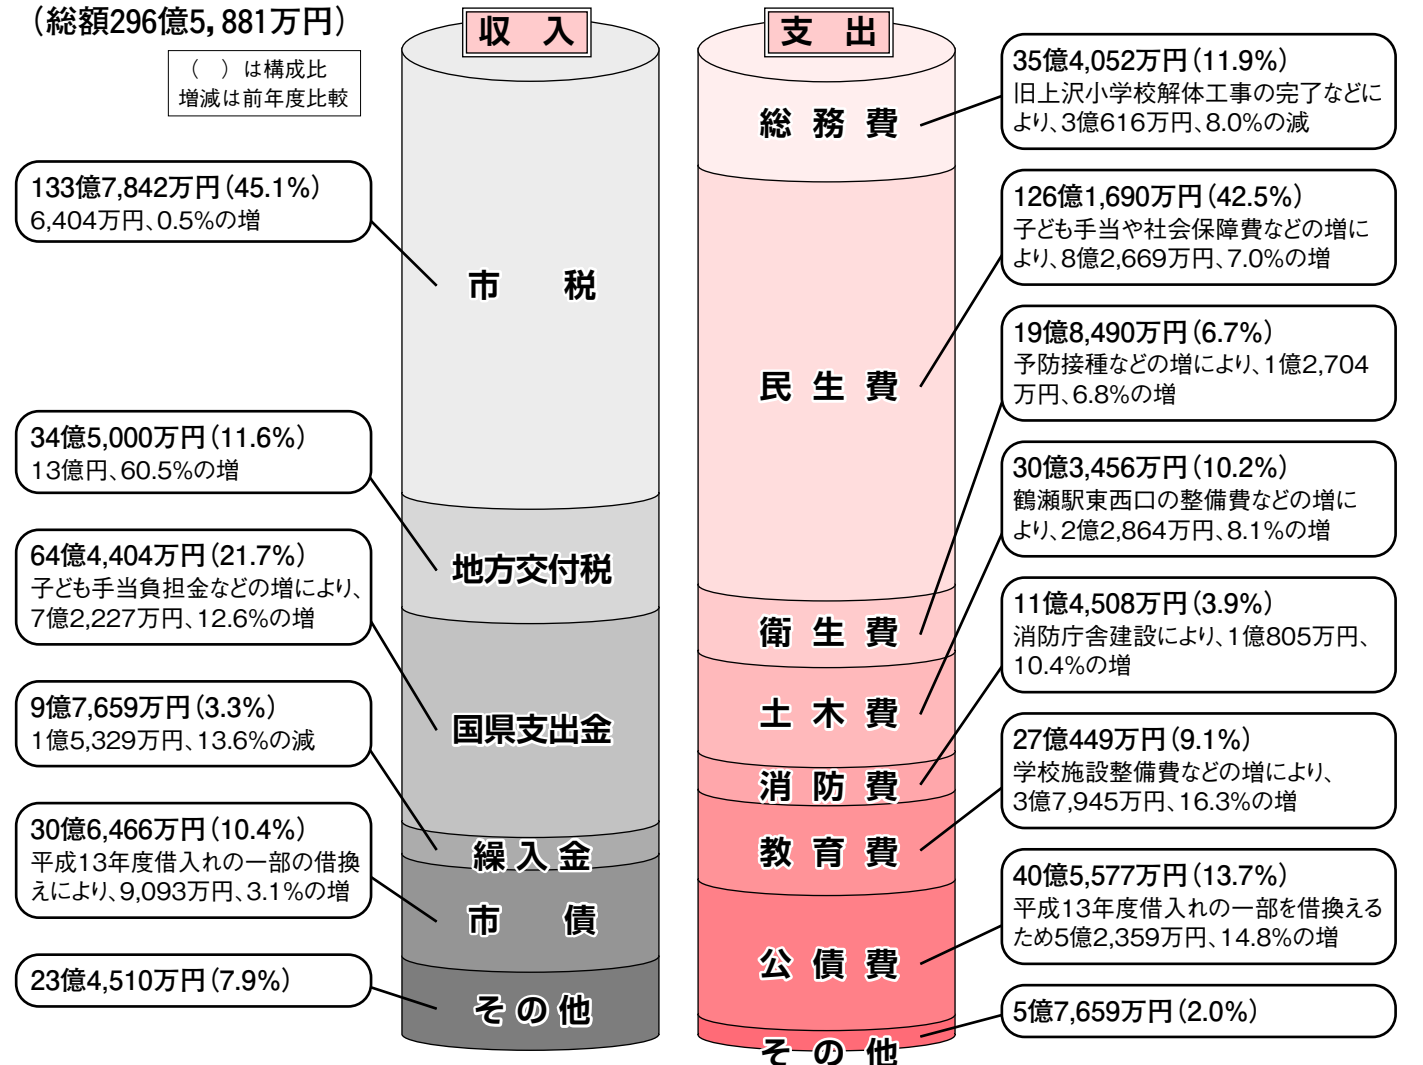 （総額296億5,881万円）
（　）は構成比
増減は前年度比較
収　入
133億7,842万円（45.1%）
6,404万円、0.5%の増
市　税
34億5,000万円（11.6%）
13億円、60.5%の増
地方交付税
64億4,404万円（21.7%）
子ども手当負担金などの増により、
7億2,227万円、12.6%の増
国県支出金
9億7,659万円（3.3%）
1億5,329万円、13.6%の減
繰入金
30億6,466万円（10.4%）
平成13年度借入れの一部の借換
えにより、9,093万円、3.1%の増
市　債
23億4,510万円（7.9%）
その他
支　出
35億4,052万円（11.9%）
旧上沢小学校解体工事の完了などに
より、3億616万円、8.0%の減
総務費
126億1,690万円（42.5%）
子ども手当や社会保障費などの増に
より、8億2,669万円、7.0%の増
民生費
19億8,490万円（6.7%）
予防接種などの増により、1億2,704
万円、6.8%の増
衛生費
30億3,456万円（10.2%）
鶴瀬駅東西口の整備費などの増に
より、2億2,864万円、8.1%の増
土木費
11億4,508万円（3.9%）
消防庁舎建設により、1億805万円、
10.4%の増
消防費
27億449万円（9.1%）
学校施設整備費などの増により、
3億7,945万円、16.3%の増
教育費
40億5,577万円（13.7%）
平成13年度借入れの一部を借換える
ため5億2,359万円、14.8%の増
公債費
5億7,659万円（2.0%）
その他